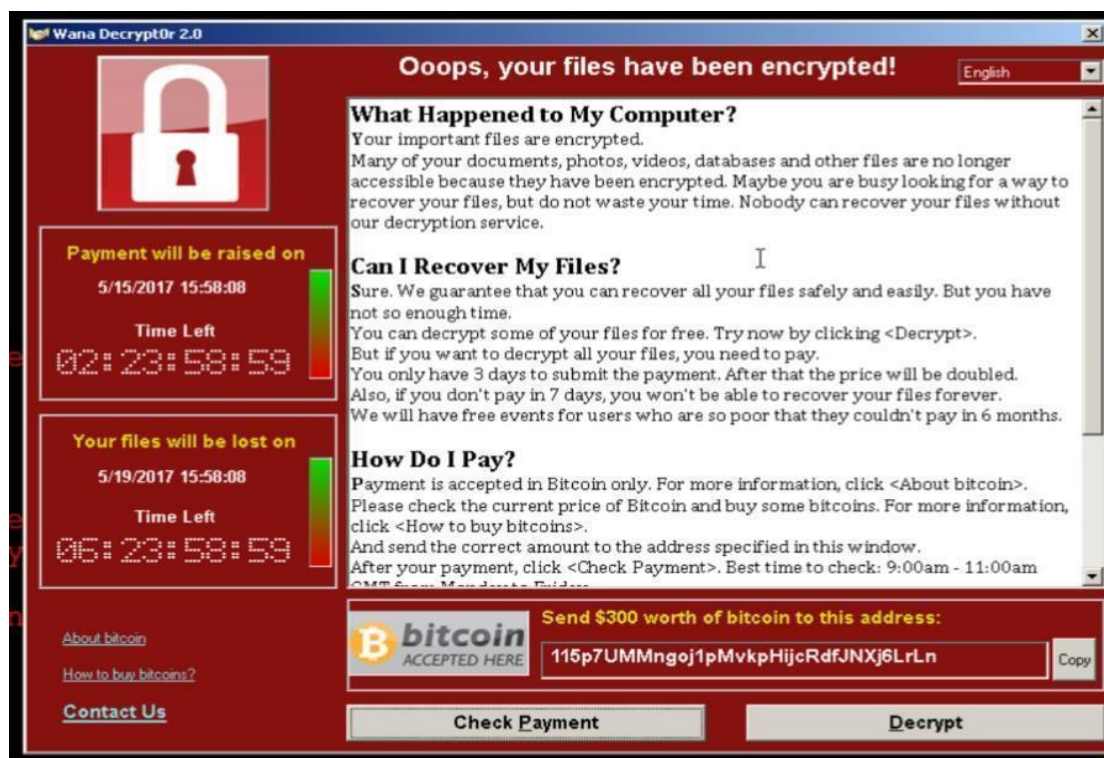 Wana Decrypt0r 2.0
Ooops, your files have been encrypted!
English
What Happened to My Computer?
Your important files are encrypted.
Many of your documents, photos, videos, databases and other files are no longer
accessible because they have been encrypted. Maybe you are busy looking for a way to
recover your files, but do not waste your time. Nobody can recover your files without
our decryption service.
Can I Recover My Files?
Sure. We guarantee that you can recover all your files safely and easily. But you have
not so enough time.
You can decrypt some of your files for free. Try now by clicking <Decrypt>.
But if you want to decrypt all your files, you need to pay.
You only have 3 days to submit the payment. After that the price will be doubled.
Also, if you don't pay in 7 days, you won't be able to recover your files forever.
We will have free events for users who are so poor that they couldn't pay in 6 months.
How Do I Pay?
Payment is accepted in Bitcoin only. For more information, click <About bitcoin>.
Please check the current price of Bitcoin and buy some bitcoins. For more information,
click <How to buy bitcoins>.
And send the correct amount to the address specified in this window.
After your payment, click <Check Payment>. Best time to check: 9:00am - 11:00am
GMT from Monday to Friday.
Payment will be raised on
5/15/2017 15:58:08
Time Left
02:23:58:59
Your files will be lost on
5/19/2017 15:58:08
Time Left
06:23:58:59
About bitcoin
How to buy bitcoins?
Contact Us
bitcoin
ACCEPTED HERE
Send $300 worth of bitcoin to this address:
115p7UMMngoj1pMvkpHijcRdfJNXj6LrLn
Copy
Check Payment
Decrypt